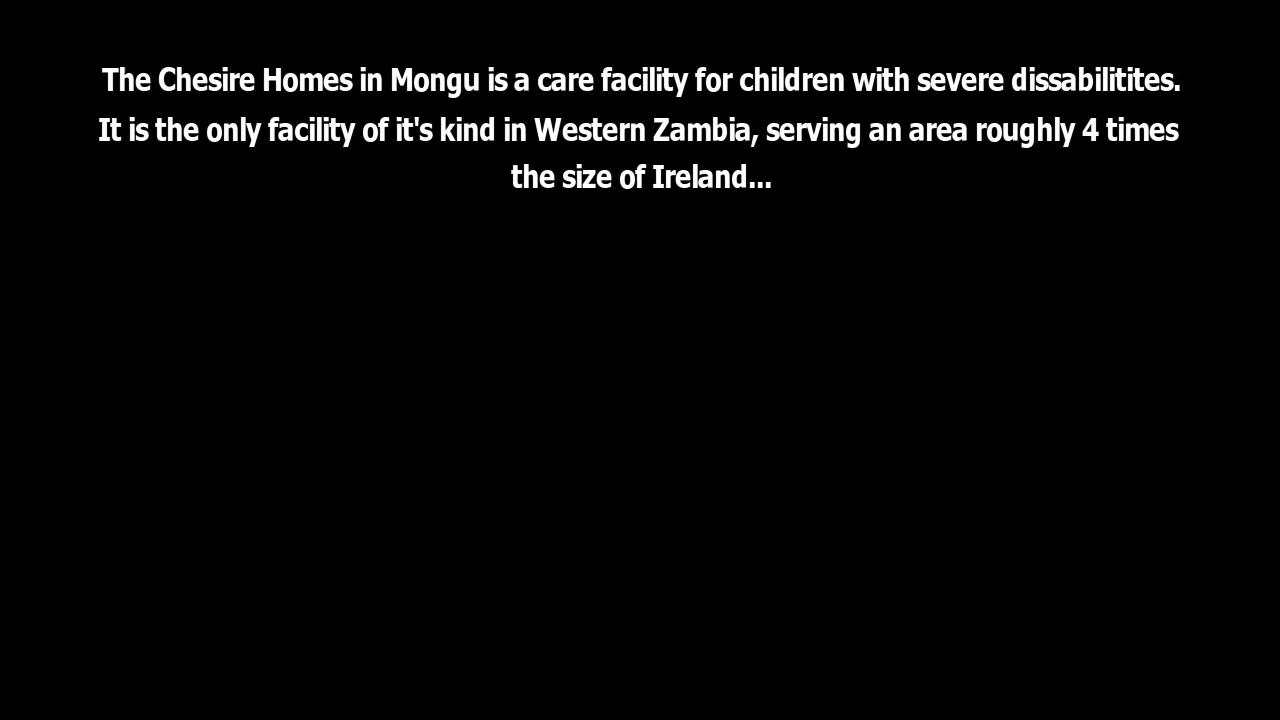 The Chesire Homes in Mongu is a care facility for children with severe dissabilitites.
It is the only facility of it's kind in Western Zambia, serving an area roughly 4 times
the size of Ireland...